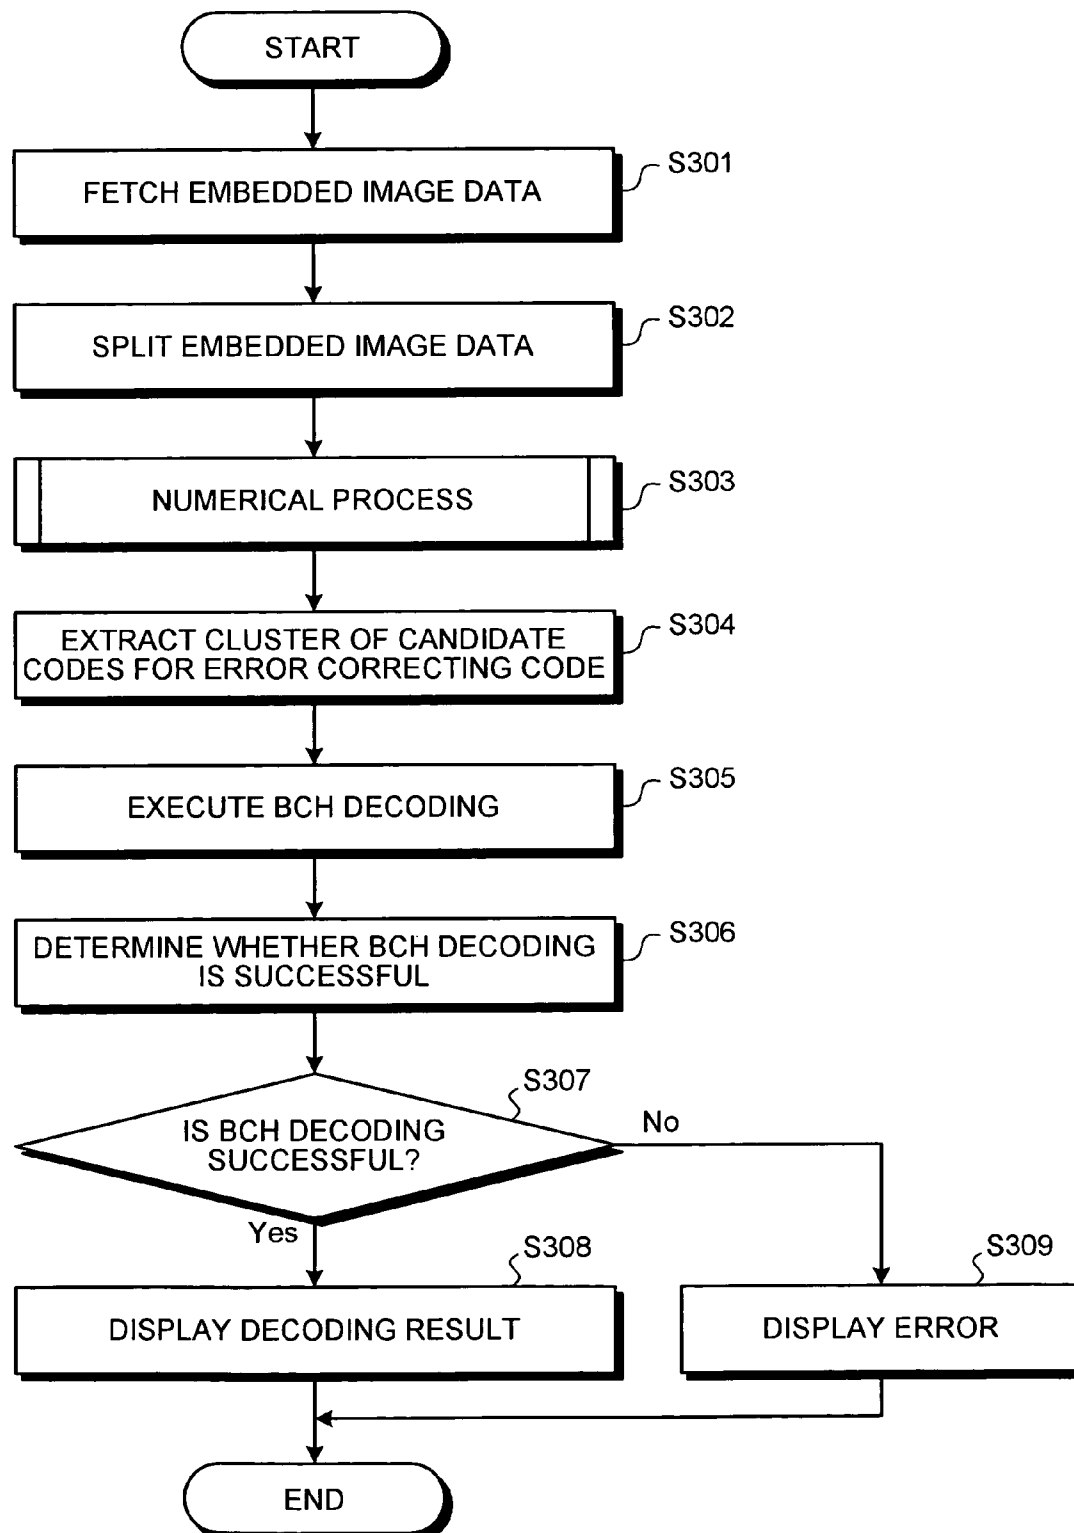 START
FETCH EMBEDDED IMAGE DATA
S301
SPLIT EMBEDDED IMAGE DATA
S302
NUMERICAL PROCESS
S303
EXTRACT CLUSTER OF CANDIDATE
CODES FOR ERROR CORRECTING CODE
S304
EXECUTE BCH DECODING
S305
DETERMINE WHETHER BCH DECODING
IS SUCCESSFUL
S306
S307
IS BCH DECODING
SUCCESSFUL?
No
Yes
S308
DISPLAY DECODING RESULT
S309
DISPLAY ERROR
END